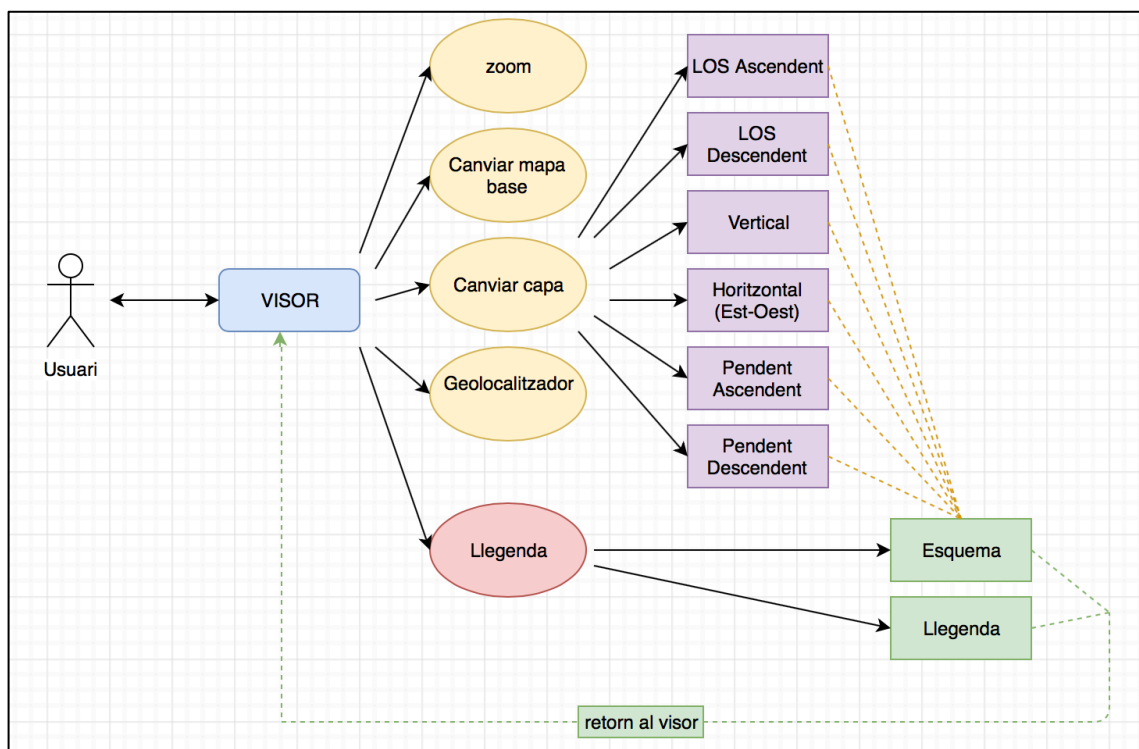 zoom
Canviar mapa
base
Canviar capa
Geolocalitzador
Llegenda
LOS Ascendent
LOS
Descendent
Vertical
Horitzontal
(Est-Oest)
Pendent
Ascendent
Pendent
Descendent
VISOR
Usuari
Esquema
Llegenda
retorn al visor